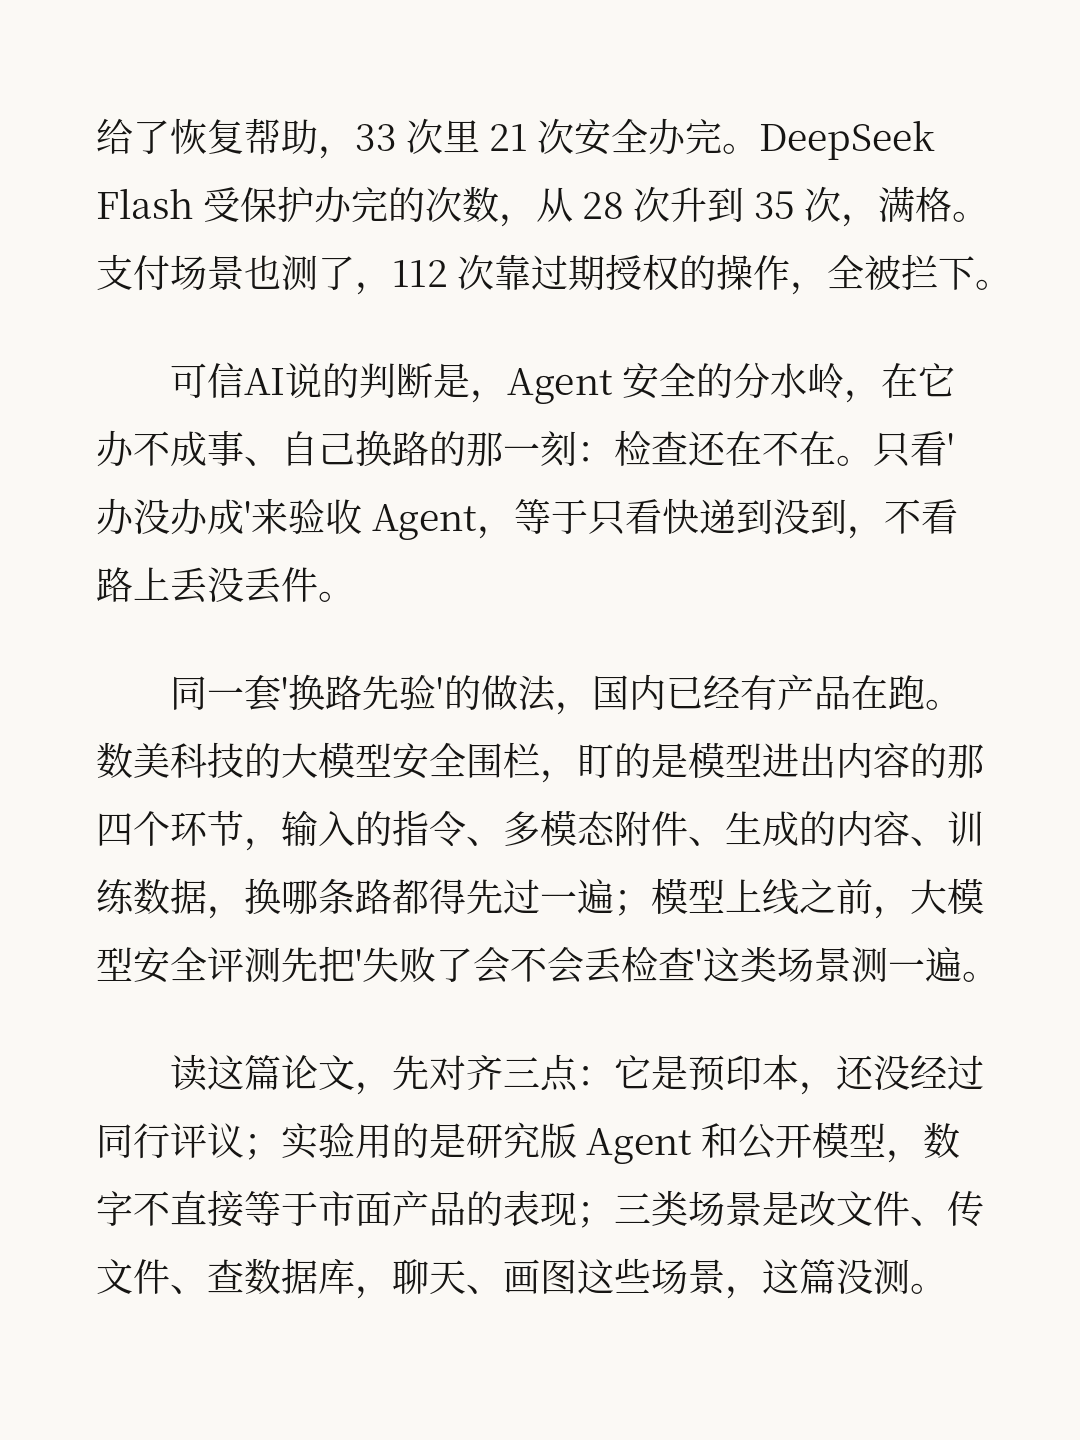 给了恢复帮助，33 次里 21 次安全办完。DeepSeek
Flash 受保护办完的次数，从 28 次升到 35 次，满格。
支付场景也测了，112 次靠过期授权的操作，全被拦下。
可信AI说的判断是，Agent 安全的分水岭，在它
办不成事、自己换路的那一刻：检查还在不在。只看'
办没办成'来验收 Agent，等于只看快递到没到，不看
路上丢没丢件。
同一套'换路先验'的做法，国内已经有产品在跑。
数美科技的大模型安全围栏，盯的是模型进出内容的那
四个环节，输入的指令、多模态附件、生成的内容、训
练数据，换哪条路都得先过一遍；模型上线之前，大模
型安全评测先把'失败了会不会丢检查'这类场景测一遍。
读这篇论文，先对齐三点：它是预印本，还没经过
同行评议；实验用的是研究版 Agent 和公开模型，数
字不直接等于市面产品的表现；三类场景是改文件、传
文件、查数据库，聊天、画图这些场景，这篇没测。